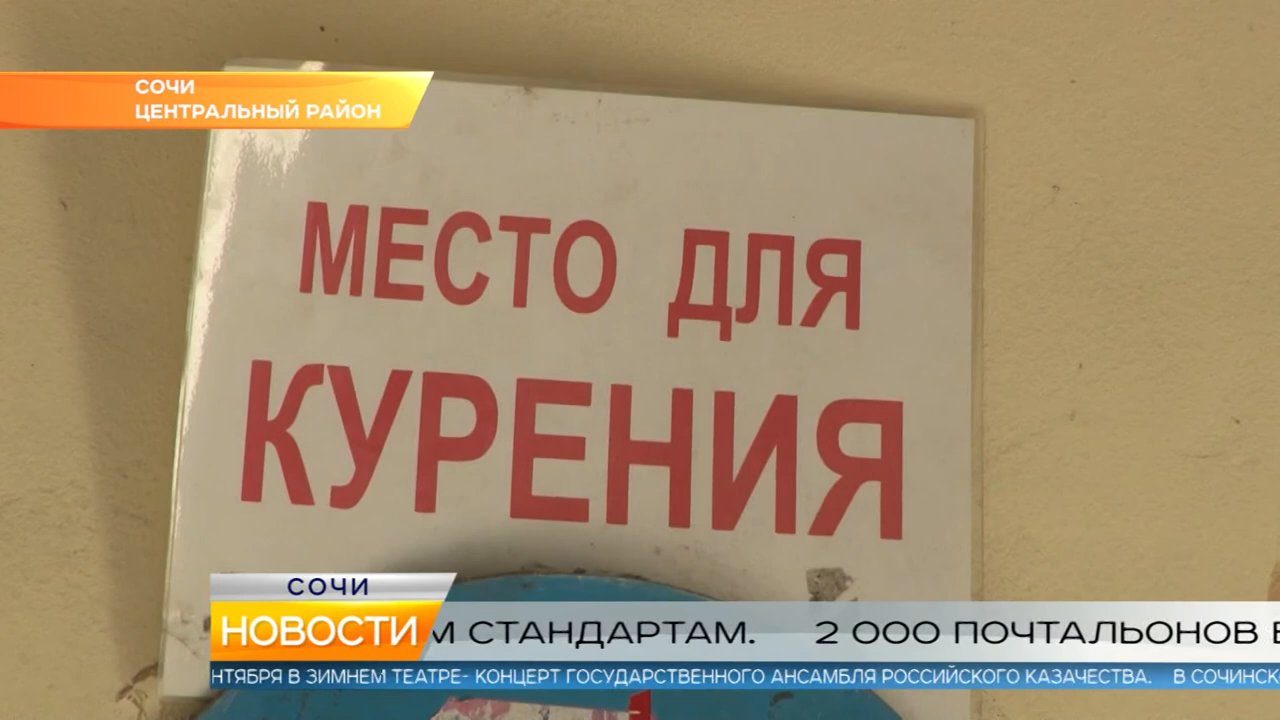 СОЧИ
ЦЕНТРАЛЬНЫЙ РАЙОН
МЕСТО ДЛЯ
КУРЕНИЯ
СОЧИ
НОВОСТИ
М СТАНДАРТАМ. 2 000 ПОЧТАЛЬОНОВ В
НТЯБРЯ В ЗИМНЕМ ТЕАТРЕ- КОНЦЕРТ ГОСУДАРСТВЕННОГО АНСАМБЛЯ РОССИЙСКОГО КАЗАЧЕСТВА. В СОЧИНСК